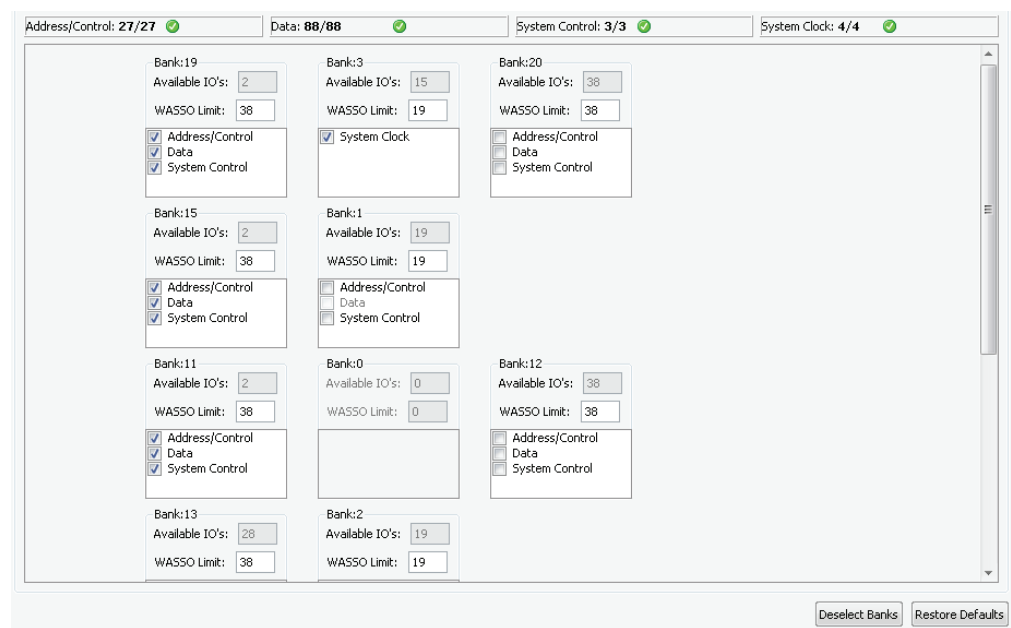 Address/Control: 27/27 Data: 88/88 System Control: 3/3 System Clock: 4/4
Bank:19 Bank:3 Bank:20
Available IO's: 2 Available IO's: 15 Available IO's: 38
WASSO Limit: 38 WASSO Limit: 19 WASSO Limit: 38
Address/Control System Clock Address/Control
Data Data
System Control System Control
Bank:15 Bank:1
Available IO's: 2 Available IO's: 19
WASSO Limit: 38 WASSO Limit: 19
Address/Control Address/Control
Data Data
System Control System Control
Bank:11 Bank:0 Bank:12
Available IO's: 2 Available IO's: 0 Available IO's: 38
WASSO Limit: 38 WASSO Limit: 0 WASSO Limit: 38
Address/Control Address/Control
Data Data
System Control System Control
Bank:13 Bank:2
Available IO's: 28 Available IO's: 19
WASSO Limit: 38 WASSO Limit: 19
Deselect Banks Restore Defaults